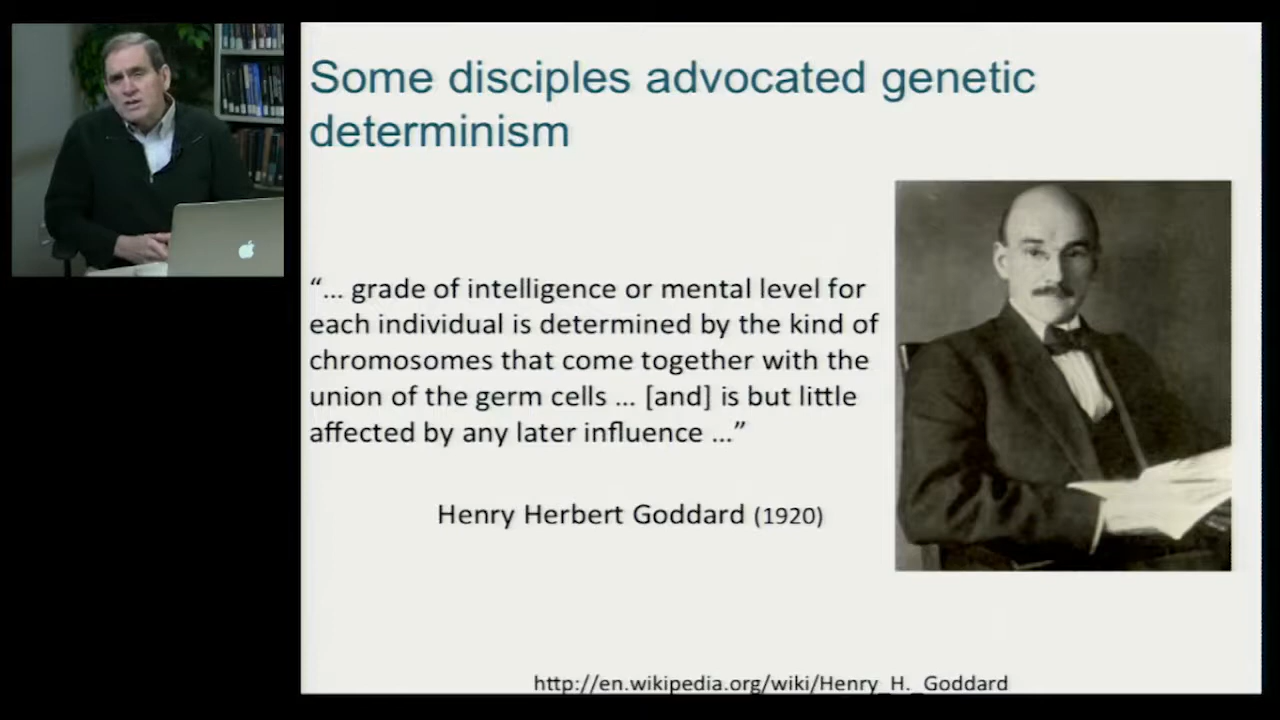 Some disciples advocated genetic
determinism
“... grade of intelligence or mental level for
each individual is determined by the kind of
chromosomes that come together with the
union of the germ cells ... [and] is but little
affected by any later influence ...”
Henry Herbert Goddard (1920)
http://en.wikipedia.org/wiki/Henry_H._Goddard